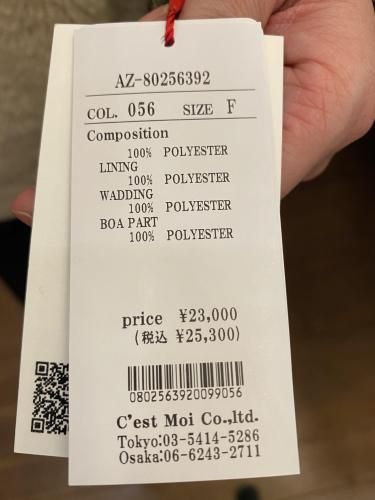 AZ-80256392
COL. 056 SIZE F
Composition
100% POLYESTER
LINING
100% POLYESTER
WADDING
100% POLYESTER
BOA PART
100% POLYESTER
price ¥23,000
(税込 ¥25,300)
0802563920099056
C'est Moi Co.,ltd.
Tokyo:03-5414-5286
Osaka:06-6243-2711